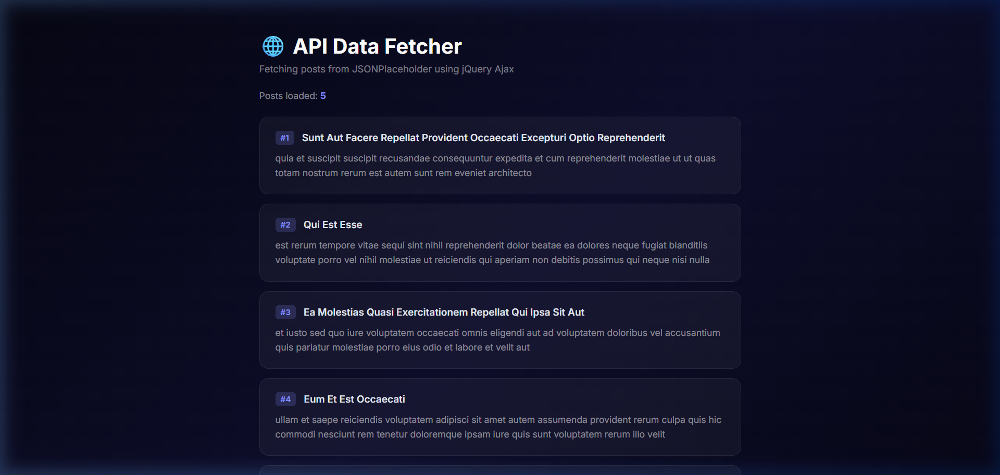 API Data Fetcher
Fetching posts from JSONPlaceholder using jQuery Ajax
Posts loaded: 5
#1 Sunt Aut Facere Repellat Provident Occaecati Excepturi Optio Reprehenderit
quia et suscipit suscipit recusandae consequuntur expedita et cum reprehenderit molestiae ut ut quas
totam nostrum rerum est autem sunt rem eveniet architecto
#2 Qui Est Esse
est rerum tempore vitae sequi sint nihil reprehenderit dolor beatae ea dolores neque fugiat blanditiis
voluptate porro vel nihil molestiae ut reiciendis qui aperiam non debitis possimus qui neque nisi nulla
#3 Ea Molestias Quasi Exercitationem Repellat Qui Ipsa Sit Aut
et iusto sed quo iure voluptatem occaecati omnis eligendi aut ad voluptatem doloribus vel accusantium
quis pariatur molestiae porro eius odio et labore et velit aut
#4 Eum Et Est Occaecati
ullam et saepe reiciendis voluptatem adipisci sit amet autem assumenda provident rerum culpa quis hic
commodi nesciunt rem tenetur doloremque ipsam iure quis sunt voluptatem rerum illo velit